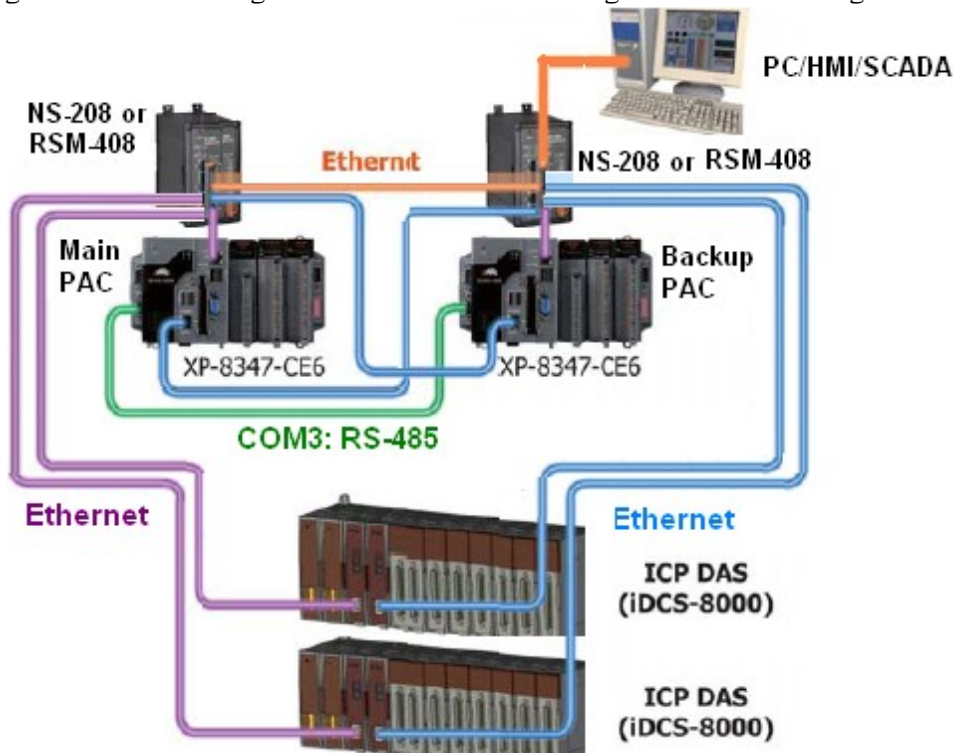 PC/HMI/SCADA
NS-208 or
RSM-408
Ethernt
NS-208 or RSM-408
Main
PAC
Backup
PAC
XP-8347-CE6
XP-8347-CE6
COM3: RS-485
Ethernet
Ethernet
ICP DAS
(iDCS-8000)
ICP DAS
(iDCS-8000)